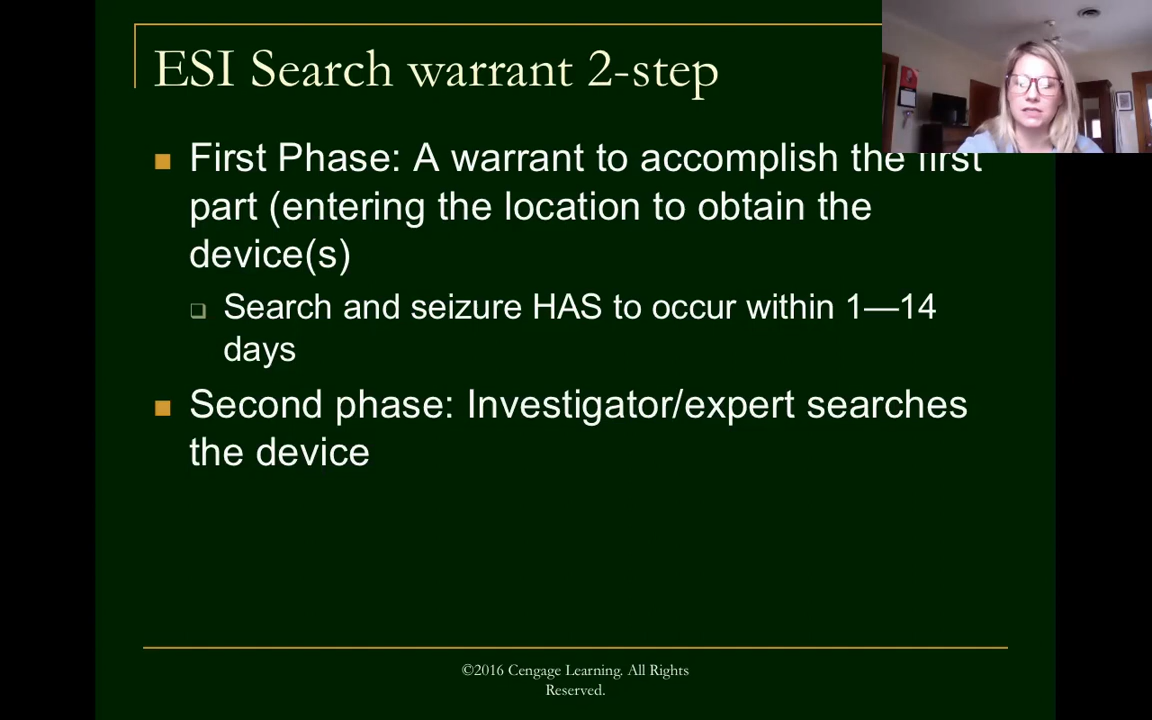 ESI Search warrant 2-step
First Phase: A warrant to accomplish the first
part (entering the location to obtain the
device(s)
Search and seizure HAS to occur within 1—14
days
Second phase: Investigator/expert searches
the device
©2016 Cengage Learning. All Rights
Reserved.